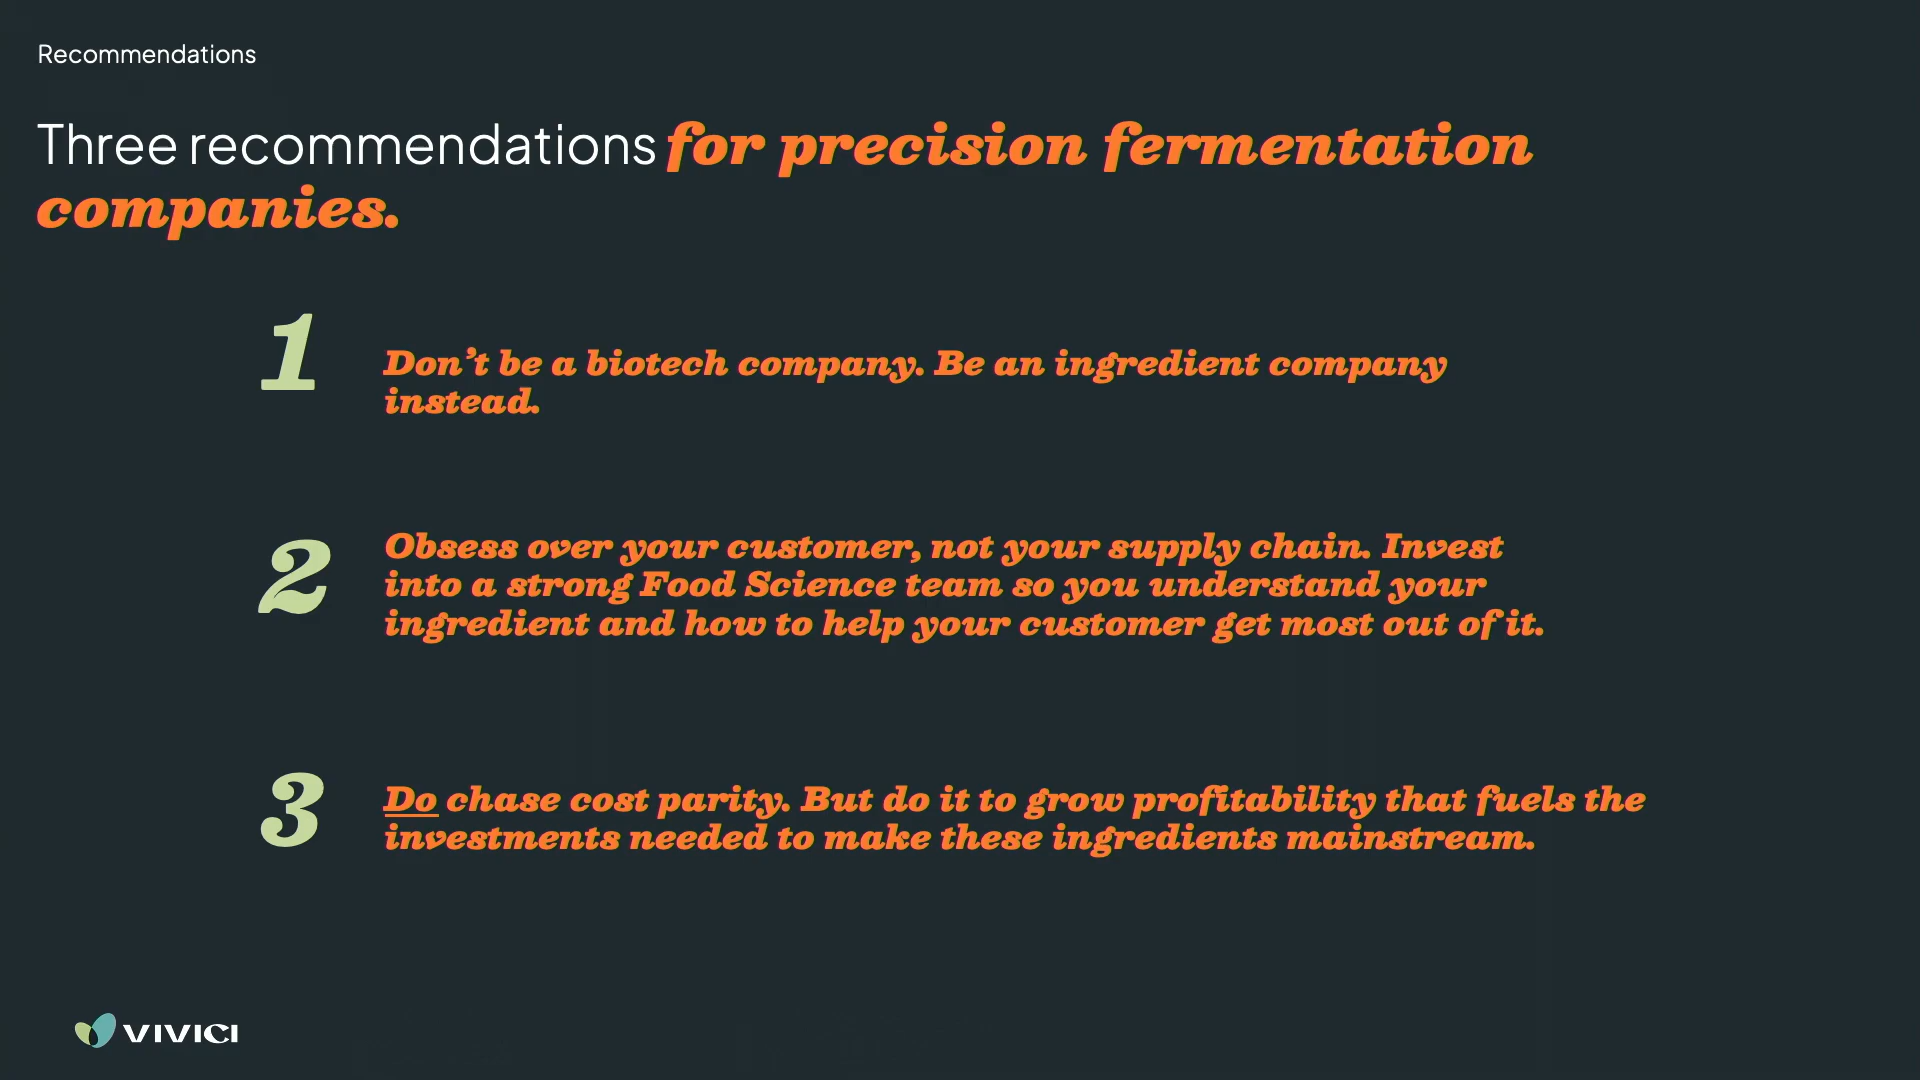 Recommendations
Three recommendations for precision fermentation
companies.
1
Don’t be a biotech company. Be an ingredient company
instead.
2
Obsess over your customer, not your supply chain. Invest
into a strong Food Science team so you understand your
ingredient and how to help your customer get most out of it.
3
Do chase cost parity. But do it to grow profitability that fuels the
investments needed to make these ingredients mainstream.
VIVICI